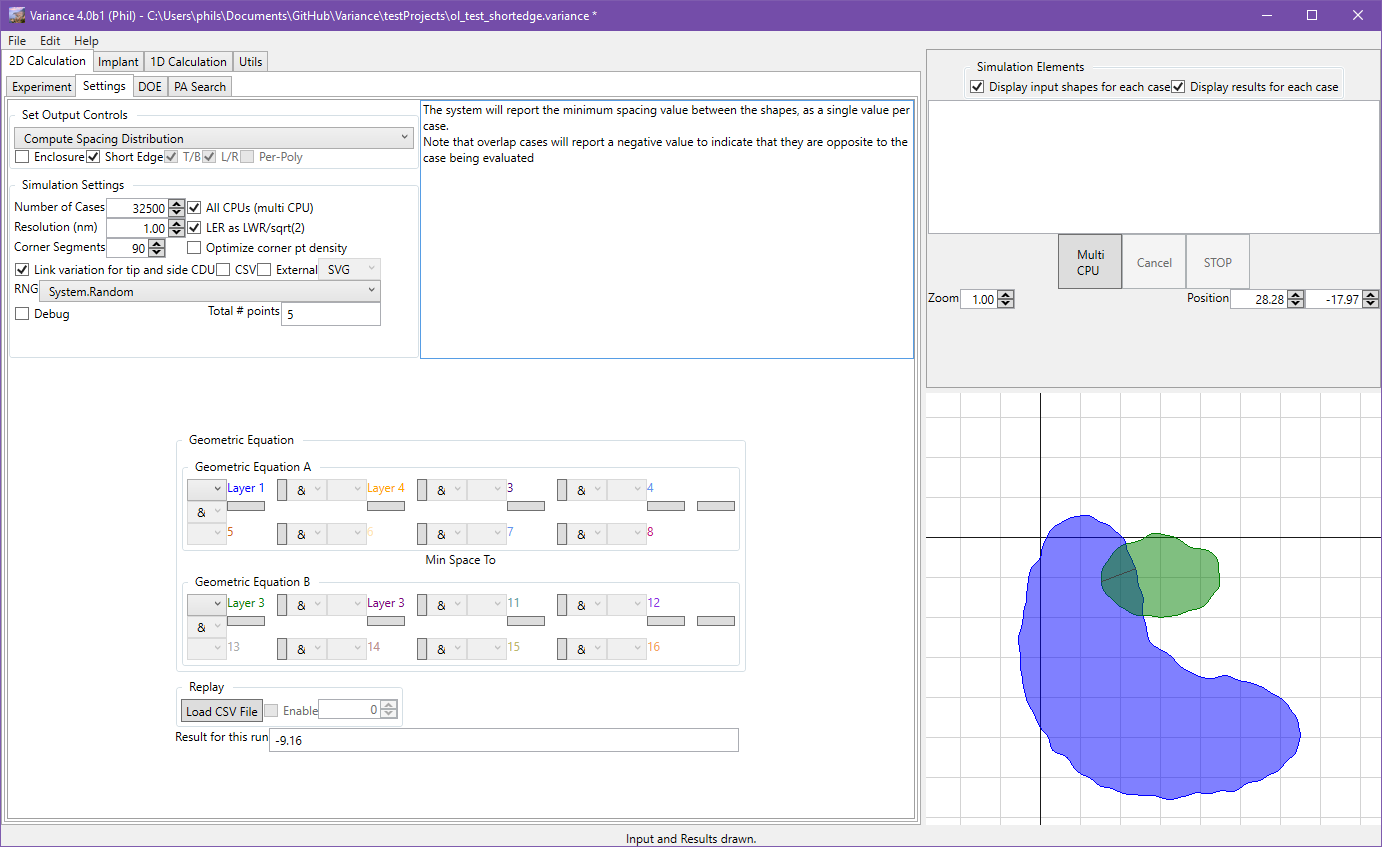 Variance 4.0b1 (Phil) - C:\Users\phils\Documents\GitHub\Variance\testProjects\ol_test_shortedge.variance *
File Edit Help
2D Calculation Implant 1D Calculation Utils
Experiment Settings DOE PA Search
Set Output Controls
Compute Spacing Distribution
Enclosure Short Edge T/B L/R Per-Poly
The system will report the minimum spacing value between the shapes, as a single value per
case.
Note that overlap cases will report a negative value to indicate that they are opposite to the
case being evaluated
Simulation Settings
Number of Cases 32500 All CPUs (multi CPU)
Resolution (nm) 1.00 LER as LWR/sqrt(2)
Corner Segments 90 Optimize corner pt density
Link variation for tip and side CDU CSV External SVG
RNG System.Random
Debug Total # points 5
Geometric Equation
Geometric Equation A
Layer 1 & Layer 4 & 3 & 4
&
5 & 6 & 7 & 8
Min Space To
Geometric Equation B
Layer 3 & Layer 3 & 11 & 12
&
13 & 14 & 15 & 16
Replay
Load CSV File Enable 0
Result for this run -9.16
Simulation Elements
Display input shapes for each case Display results for each case
Multi
CPU
Cancel STOP
Zoom 1.00 Position 28.28 -17.97
Input and Results drawn.